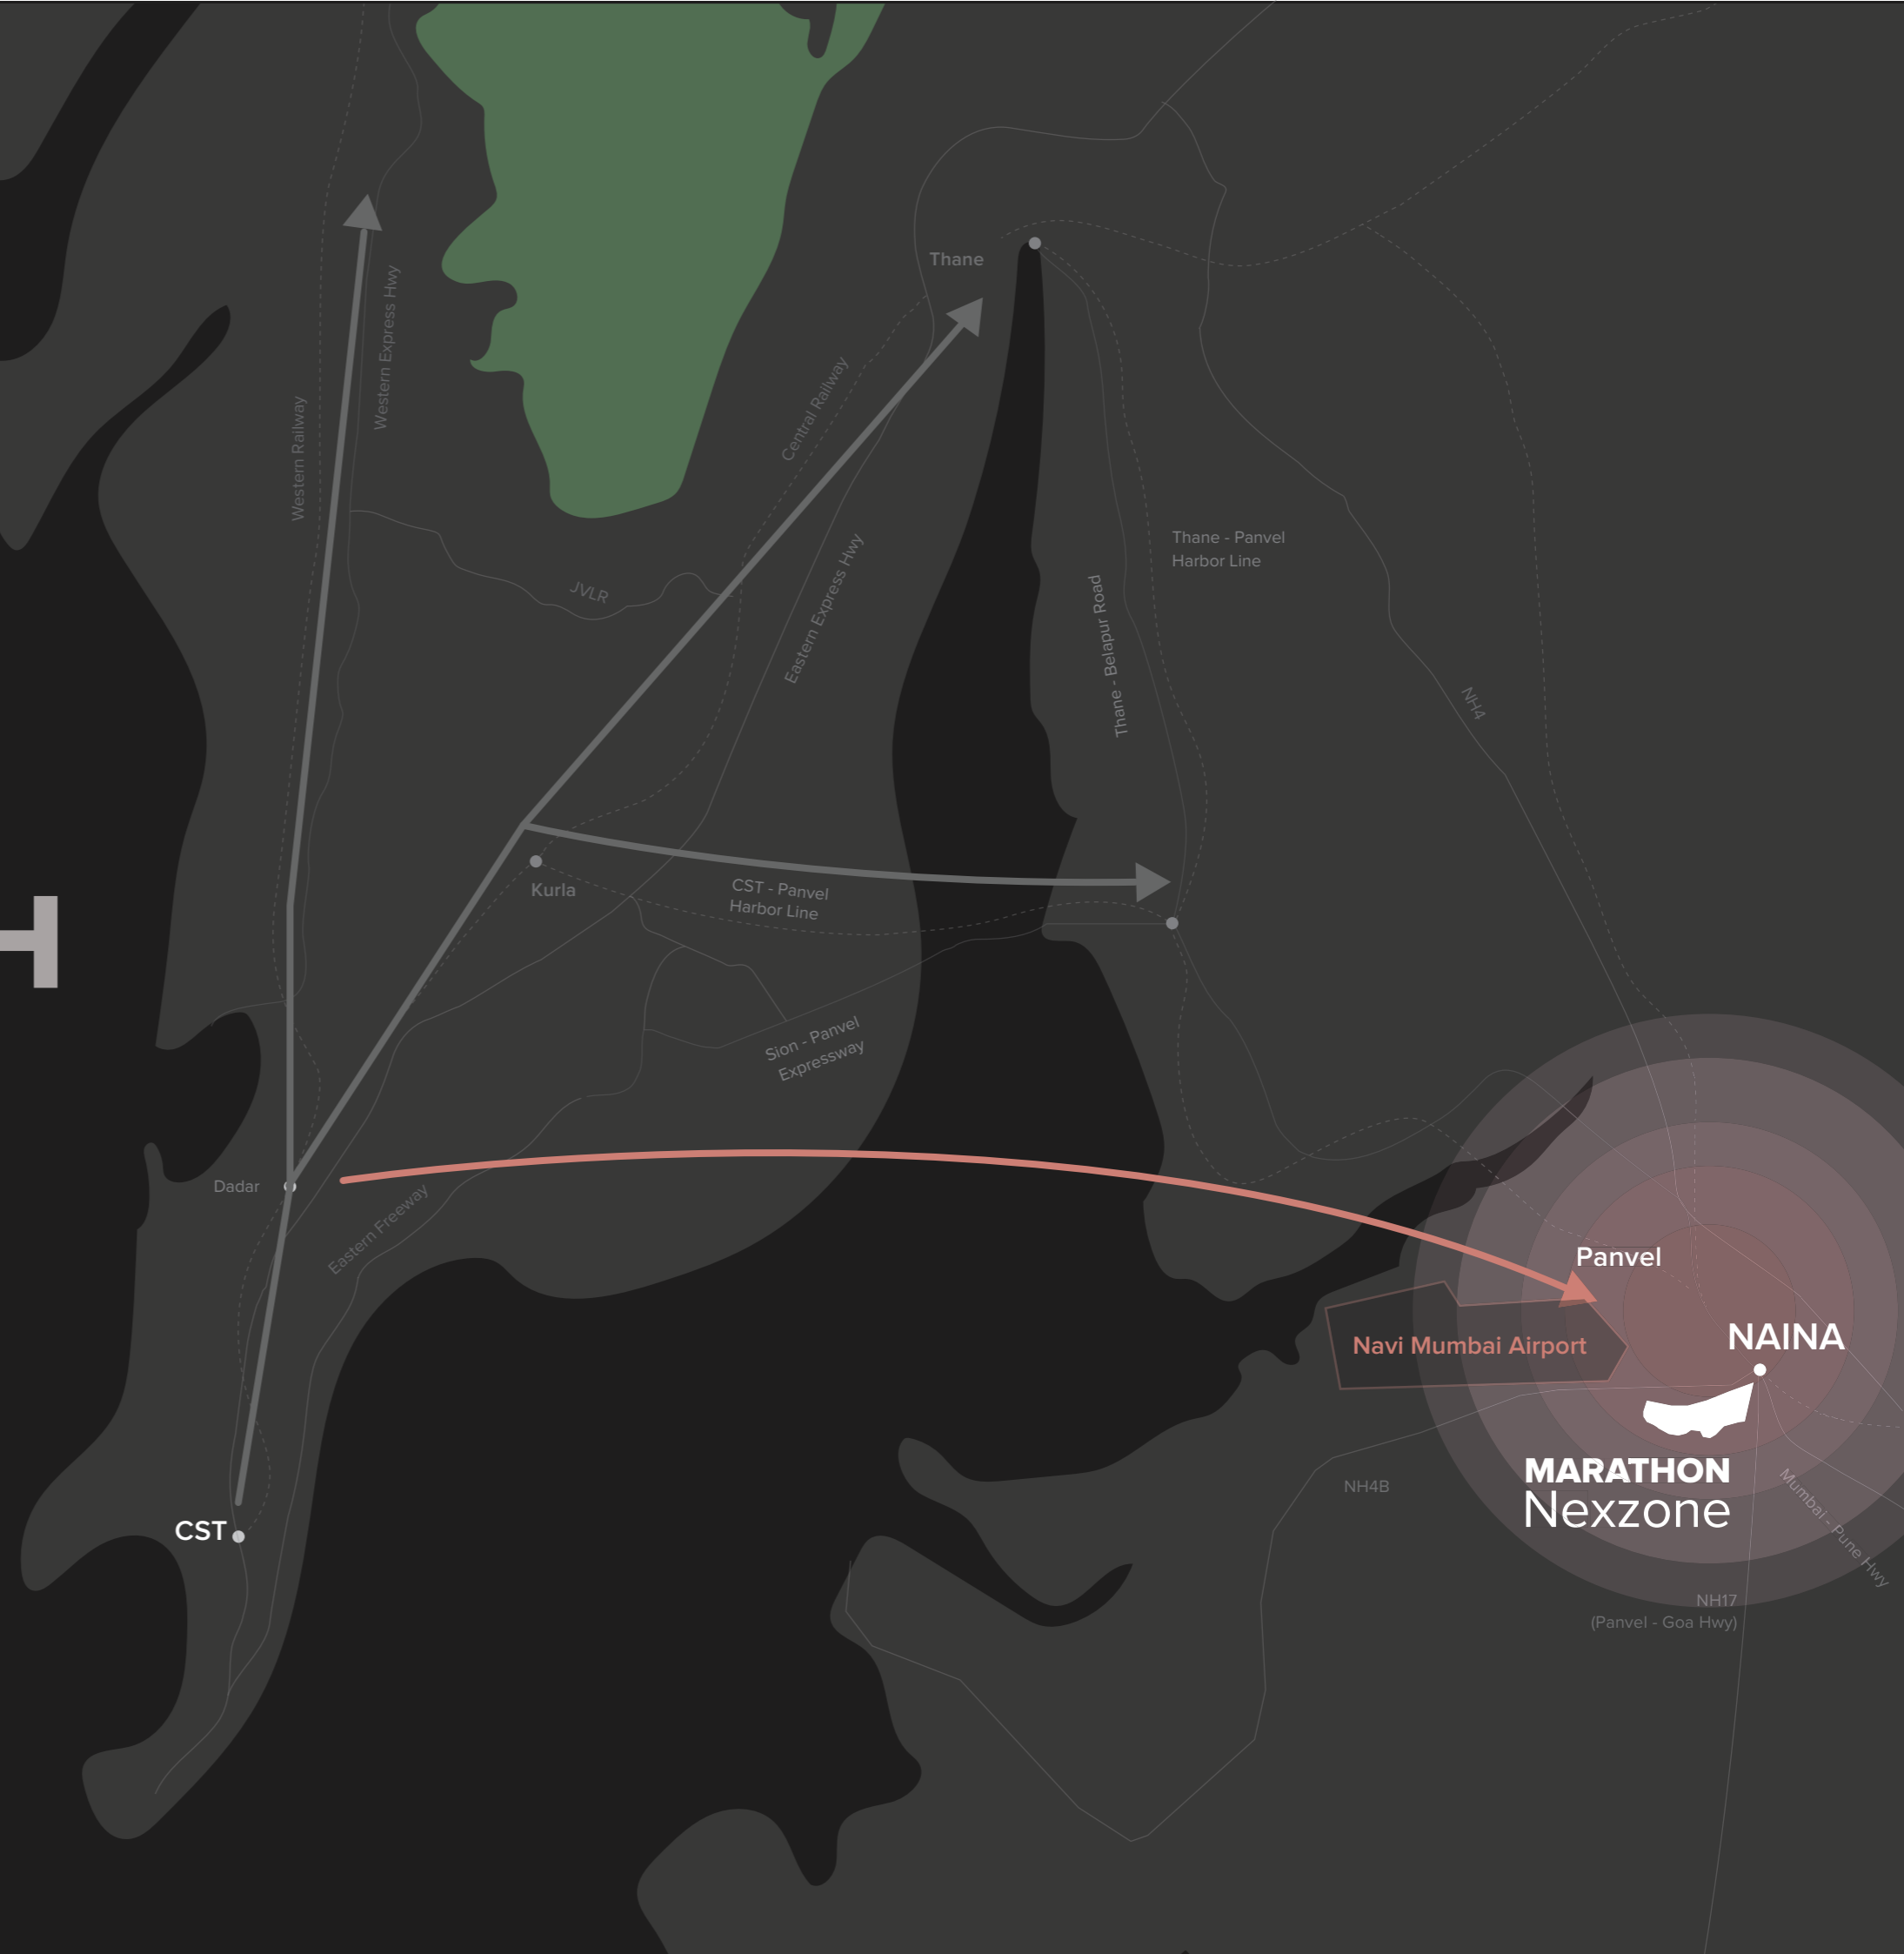 Thane
Western Express Hwy
Western Railway
Central Railway
Thane - Panvel
Harbor Line
JVLR
Eastern Express Hwy
Thane - Belapur Road
NH4
Kurla
CST - Panvel
Harbor Line
H
Sion - Panvel
Expressway
Dadar
Eastern Freeway
Panvel
NAINA
Navi Mumbai Airport
MARATHON
Nexzone
NH4B
CST
Mumbai - Pune Hwy
NH17
(Panvel - Goa Hwy)